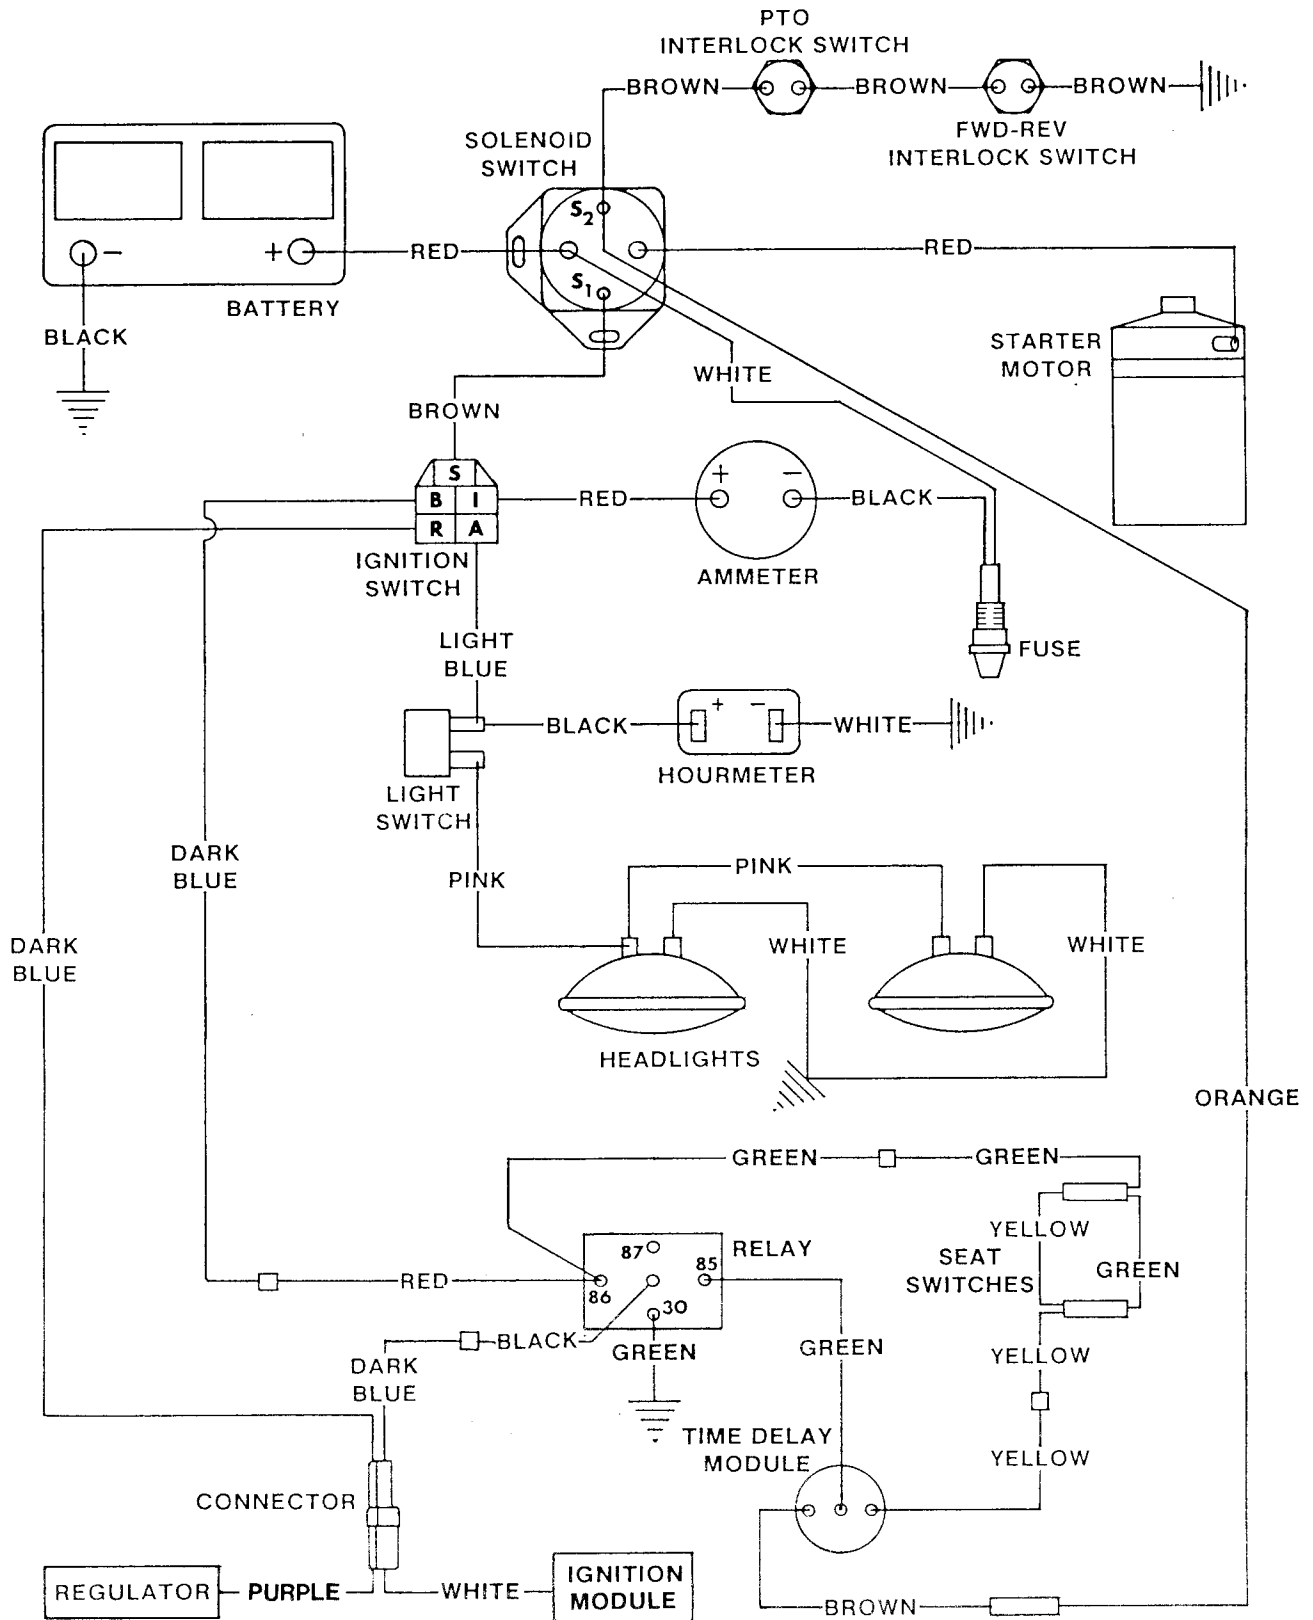 PTO
INTERLOCK SWITCH
BROWN
BROWN
BROWN
FWD-REV
INTERLOCK SWITCH
SOLENOID
SWITCH
S2
S1
- +
BATTERY
RED
RED
BLACK
STARTER
MOTOR
WHITE
BROWN
S
B I
R A
IGNITION
SWITCH
RED
+ -
AMMETER
BLACK
FUSE
LIGHT
BLUE
BLACK
+ -
HOURMETER
WHITE
LIGHT
SWITCH
DARK
BLUE
PINK
PINK
DARK
BLUE
WHITE
WHITE
HEADLIGHTS
ORANGE
GREEN
GREEN
YELLOW
SEAT
SWITCHES
GREEN
RELAY
87
85
86
30
RED
BLACK
GREEN
GREEN
YELLOW
DARK
BLUE
TIME DELAY
MODULE
YELLOW
CONNECTOR
REGULATOR
PURPLE
WHITE
IGNITION
MODULE
BROWN